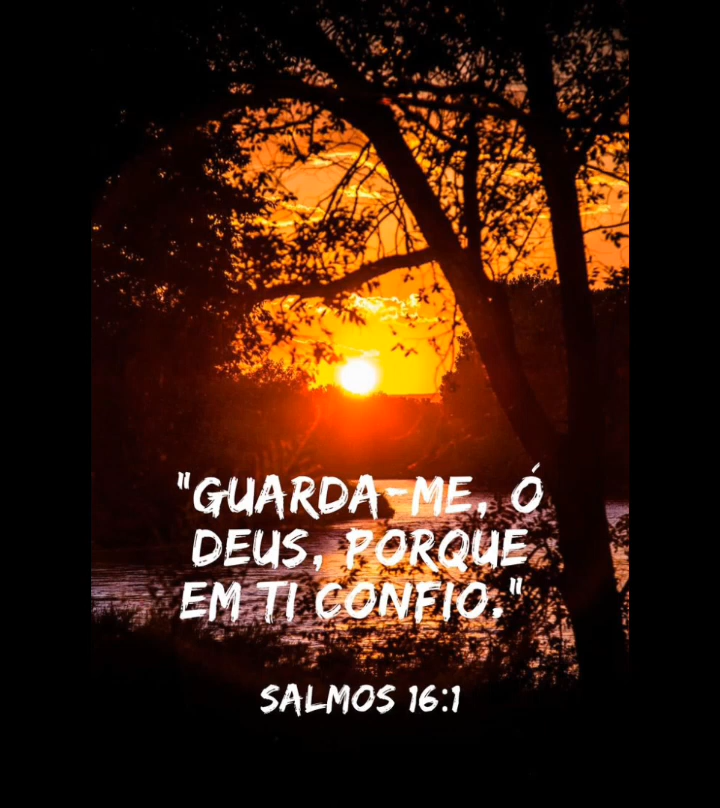 "GUARDA-ME, Ó
DEUS, PORQUE
EM TI CONFIO."
SALMOS 16:1